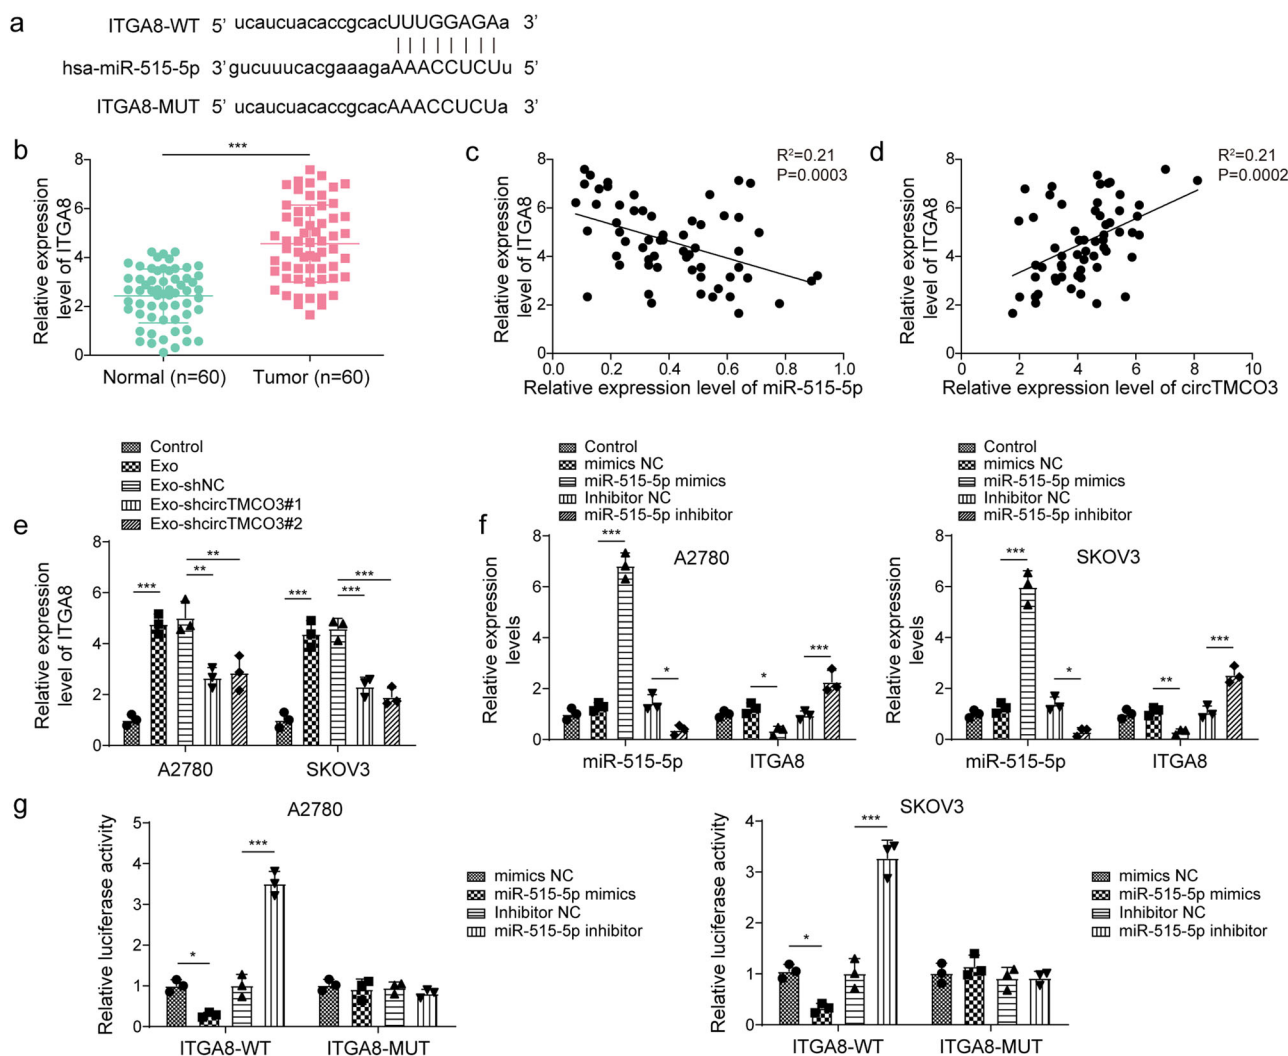 a
ITGA8-WT 5' ucaucuacaccgcacUUUGGAGAa 3'
hsa-miR-515-5p 3'gucuuucacgaaagaAAACCUCUu 5'
ITGA8-MUT 5' ucaucuacaccgcacAAACCUCUa 3'
b
***
Relative expression
level of ITGA8
8
6
4
2
0
Normal (n=60) Tumor (n=60)
c
R²=0.21
P=0.0003
Relative expression
level of ITGA8
8
6
4
2
0
0.0 0.2 0.4 0.6 0.8 1.0
Relative expression level of miR-515-5p
d
R²=0.21
P=0.0002
Relative expression
level of ITGA8
8
6
4
2
0
0 2 4 6 8 10
Relative expression level of circTMCO3
e
Control
Exo
Exo-shNC
Exo-shcircTMCO3#1
Exo-shcircTMCO3#2
Relative expression
level of ITGA8
8
6
4
2
0
***
**
**
***
***
***
A2780 SKOV3
f
Control
mimics NC
miR-515-5p mimics
Inhibitor NC
miR-515-5p inhibitor
A2780
Relative expression
levels
8
6
4
2
0
***
*
*
***
miR-515-5p ITGA8
Control
mimics NC
miR-515-5p mimics
Inhibitor NC
miR-515-5p inhibitor
SKOV3
Relative expression
levels
8
6
4
2
0
***
*
**
***
miR-515-5p ITGA8
g
A2780
Relative luciferase activity
5
4
3
2
1
0
*
***
ITGA8-WT ITGA8-MUT
mimics NC
miR-515-5p mimics
Inhibitor NC
miR-515-5p inhibitor
SKOV3
Relative luciferase activity
4
3
2
1
0
*
***
ITGA8-WT ITGA8-MUT
mimics NC
miR-515-5p mimics
Inhibitor NC
miR-515-5p inhibitor